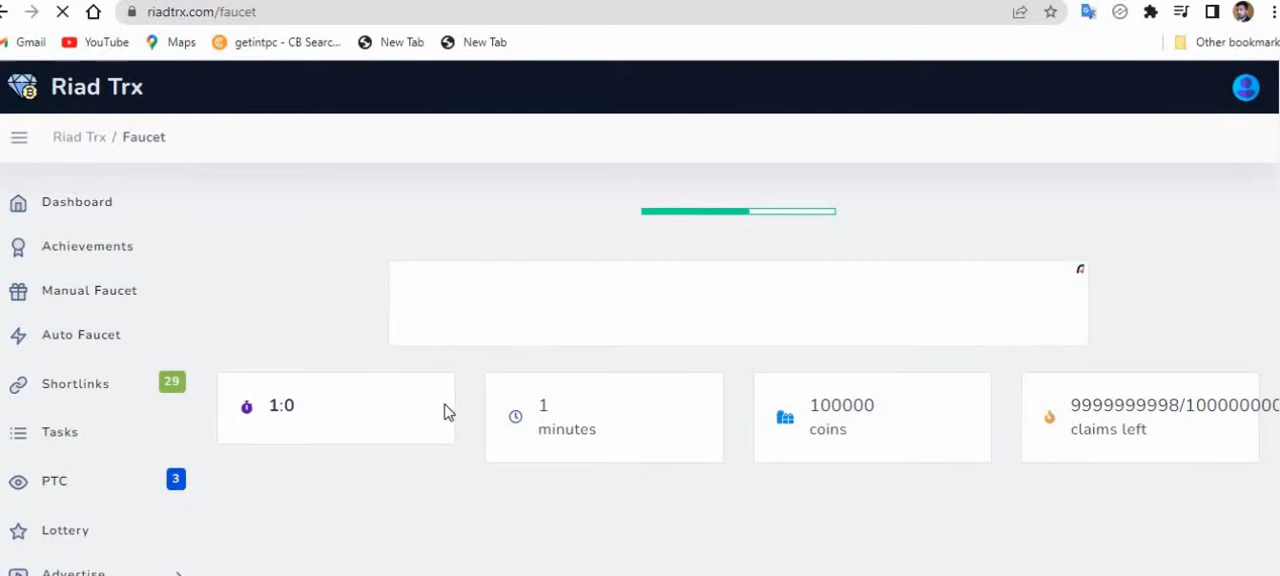 riadtrx.com/faucet
Gmail YouTube Maps getintpc - CB Searc... New Tab New Tab Other bookmark
Riad Trx
Riad Trx / Faucet
Dashboard
Achievements
Manual Faucet
Auto Faucet
Shortlinks 29
Tasks
PTC 3
Lottery
Advertise
1:0
1
minutes
100000
coins
9999999998/100000000
claims left